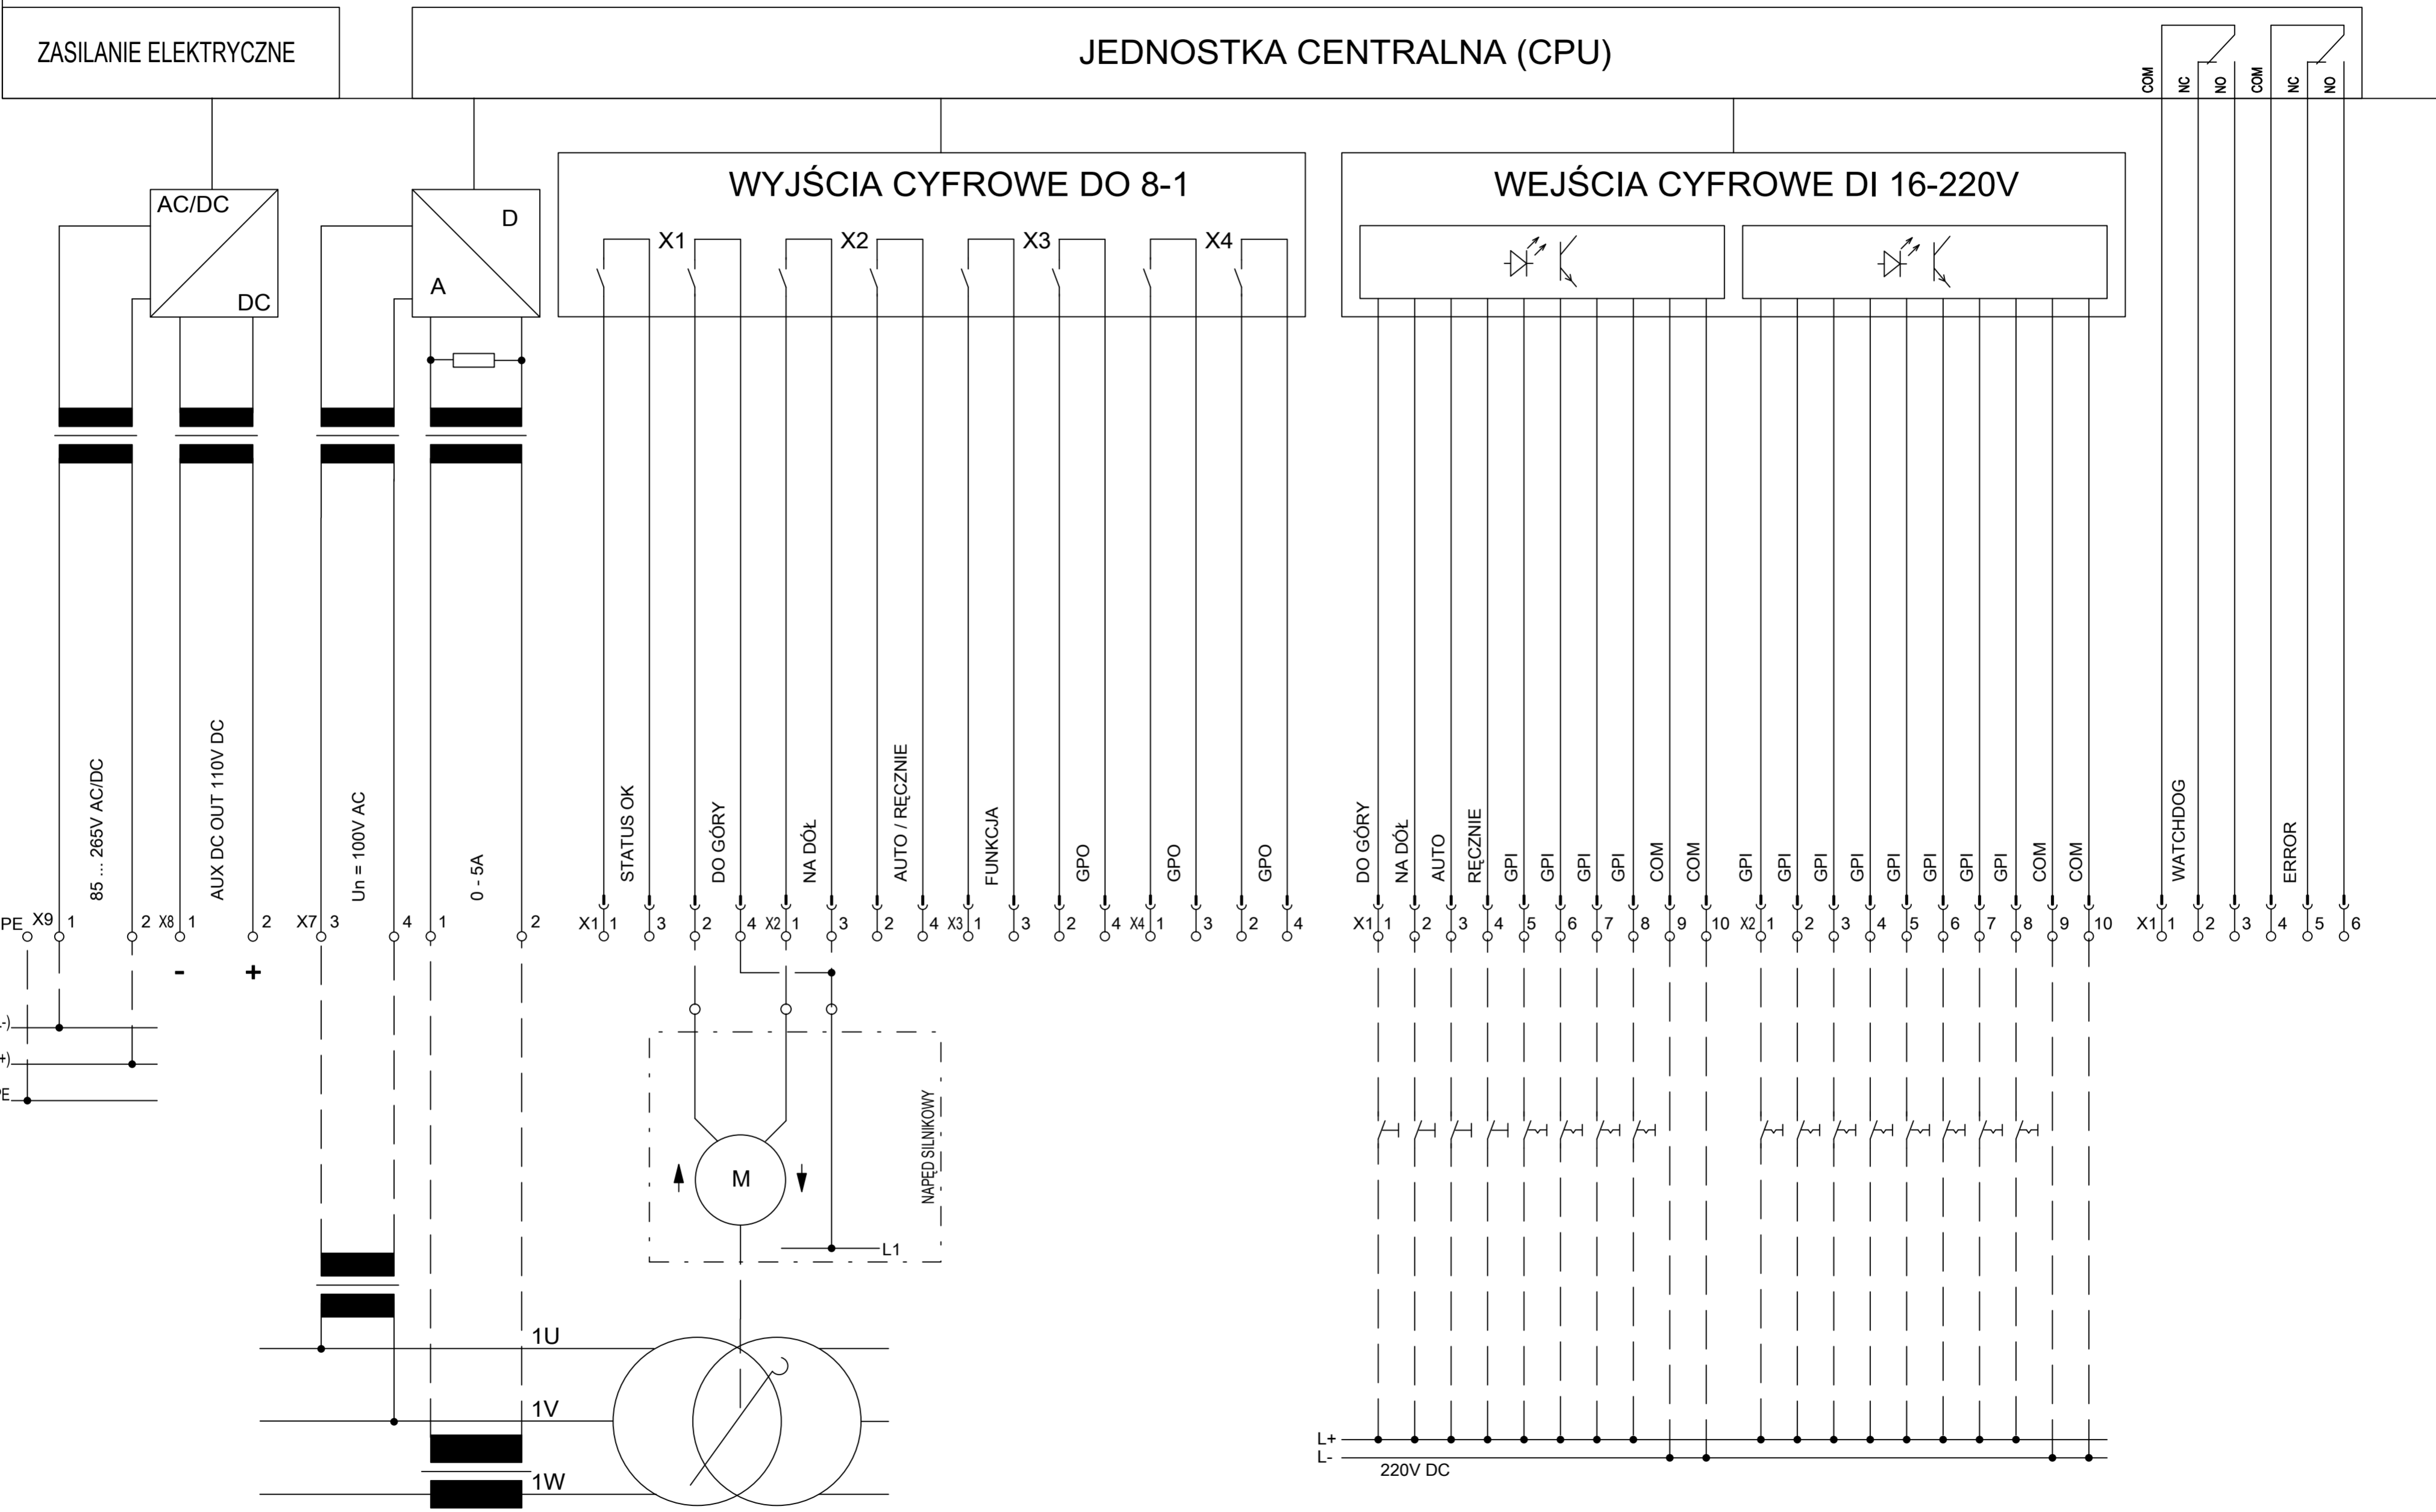 ZASILANIE ELEKTRYCZNE
JEDNOSTKA CENTRALNA (CPU)
COM NC NO COM NC NO
WYJŚCIA CYFROWE DO 8-1
WEJŚCIA CYFROWE DI 16-220V
AC/DC
DC
D
A
X1 X2 X3 X4
85 ... 265V AC/DC
AUX DC OUT 110V DC
Un = 100V AC
0 - 5A
STATUS OK
DO GÓRY
NA DÓŁ
AUTO / RĘCZNIE
FUNKCJA
GPO
GPO
GPO
DO GÓRY
NA DÓŁ
AUTO
RĘCZNIE
GPI
GPI
GPI
GPI
COM
COM
GPI
GPI
GPI
GPI
GPI
GPI
GPI
GPI
COM
COM
WATCHDOG
ERROR
PE X9 1 2 X8 1 2 X7 3 4 1 2
X1 1 3 2 4 X2 1 3 2 4 X3 1 3 2 4 X4 1 3 2 4
X1 1 2 3 4 5 6 7 8 9 10 X2 1 2 3 4 5 6 7 8 9 10
X1 1 2 3 4 5 6
- +
-)
+)
PE
NAPĘD SILNIKOWY
M
L1
1U
1V
1W
L+
L-
220V DC